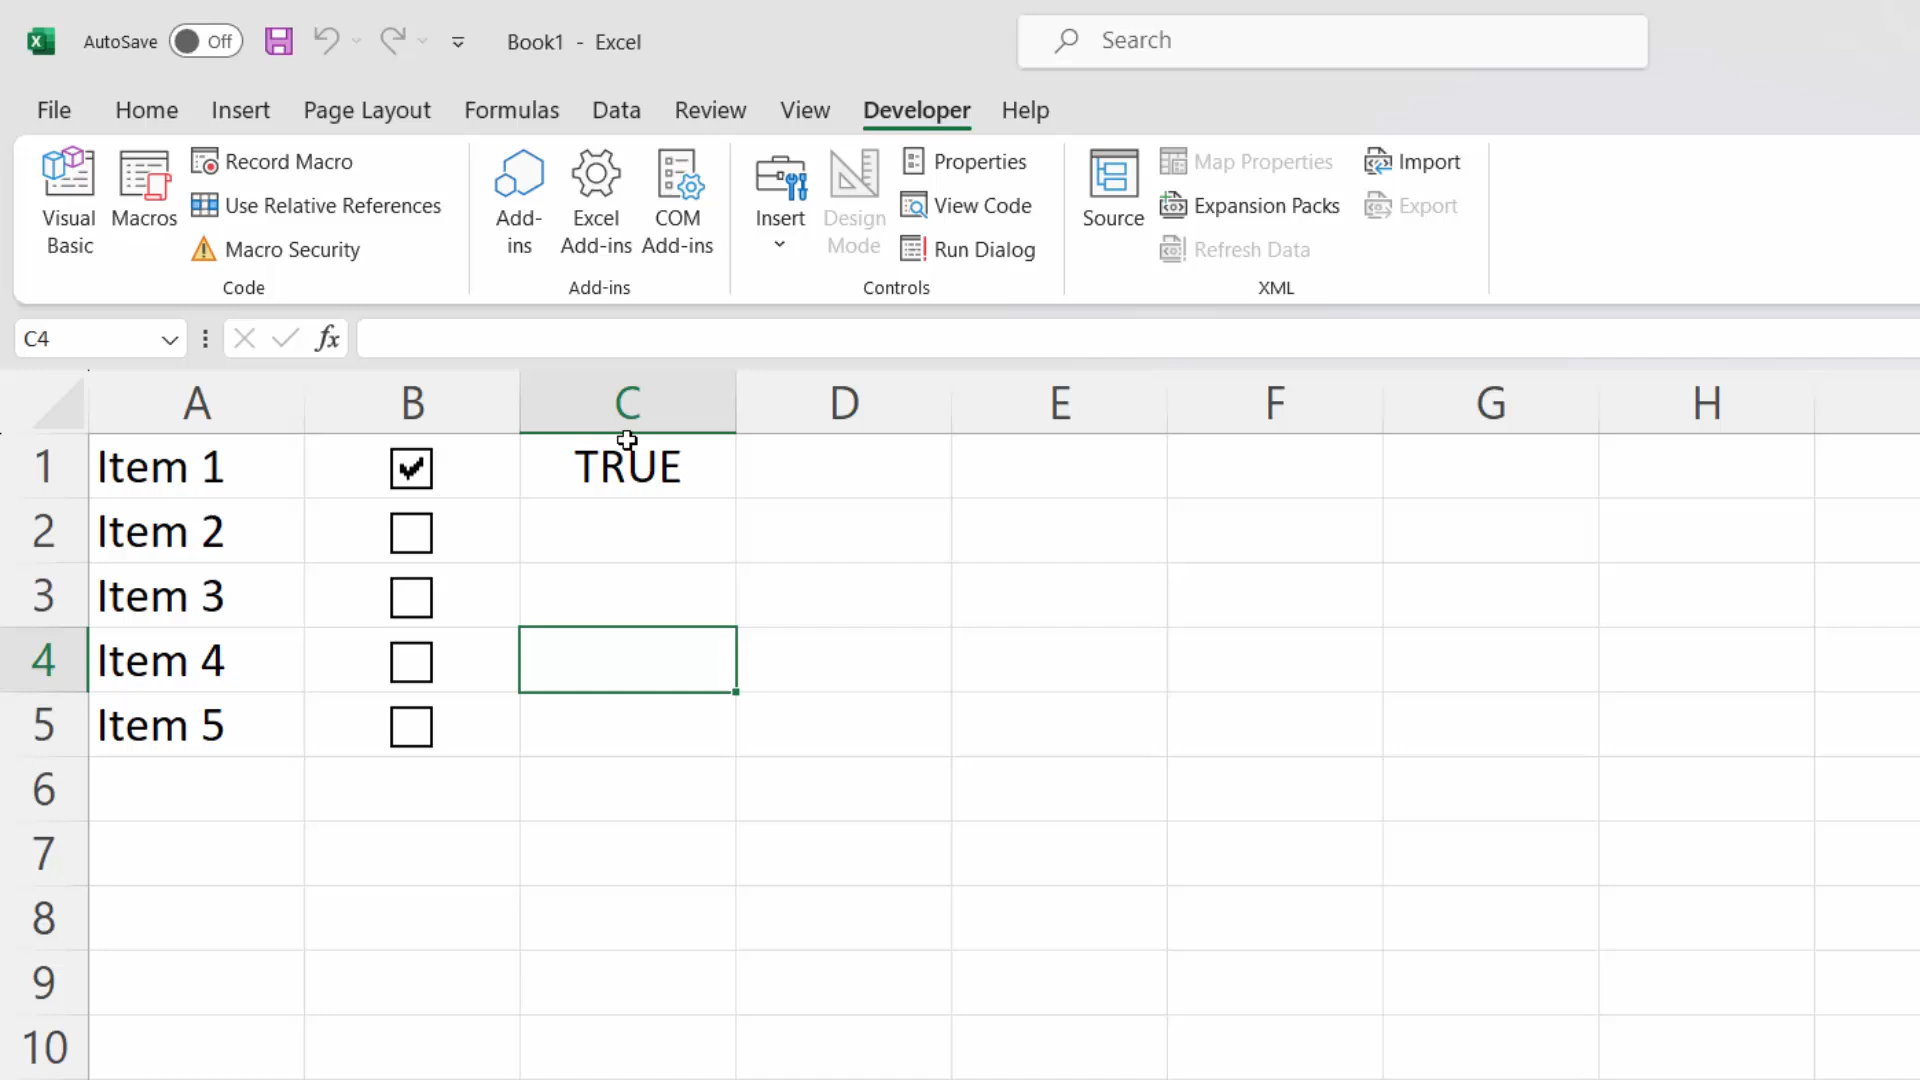 AutoSave Off Book1 - Excel Search
File Home Insert Page Layout Formulas Data Review View Developer Help
Visual Basic
Macros
Record Macro
Use Relative References
Macro Security
Code
Add-ins
Excel Add-ins
COM Add-ins
Add-ins
Insert
Design Mode
Properties
View Code
Run Dialog
Controls
Source
Map Properties
Expansion Packs
Refresh Data
Import
Export
XML
C4 fx
A B C D E F G H
1 Item 1 TRUE
2 Item 2
3 Item 3
4 Item 4
5 Item 5
6
7
8
9
10